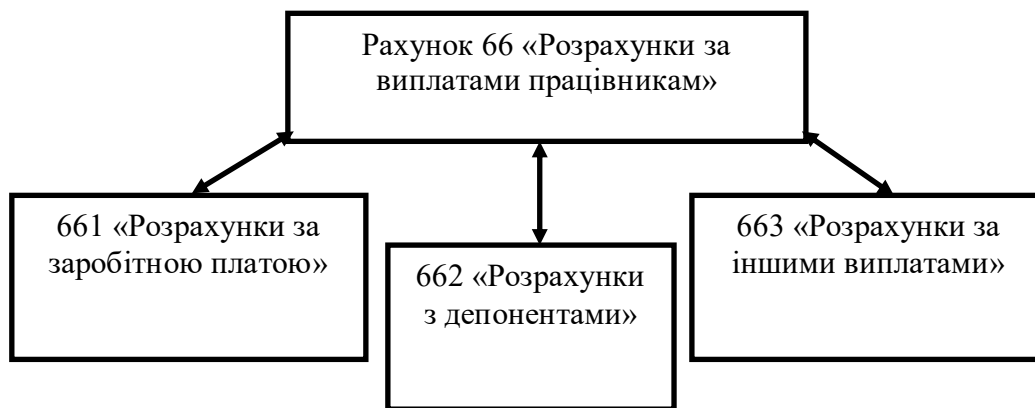 Рахунок 66 «Розрахунки за
виплатами працівникам»
661 «Розрахунки за
заробітною платою»
662 «Розрахунки
з депонентами»
663 «Розрахунки за
іншими виплатами»